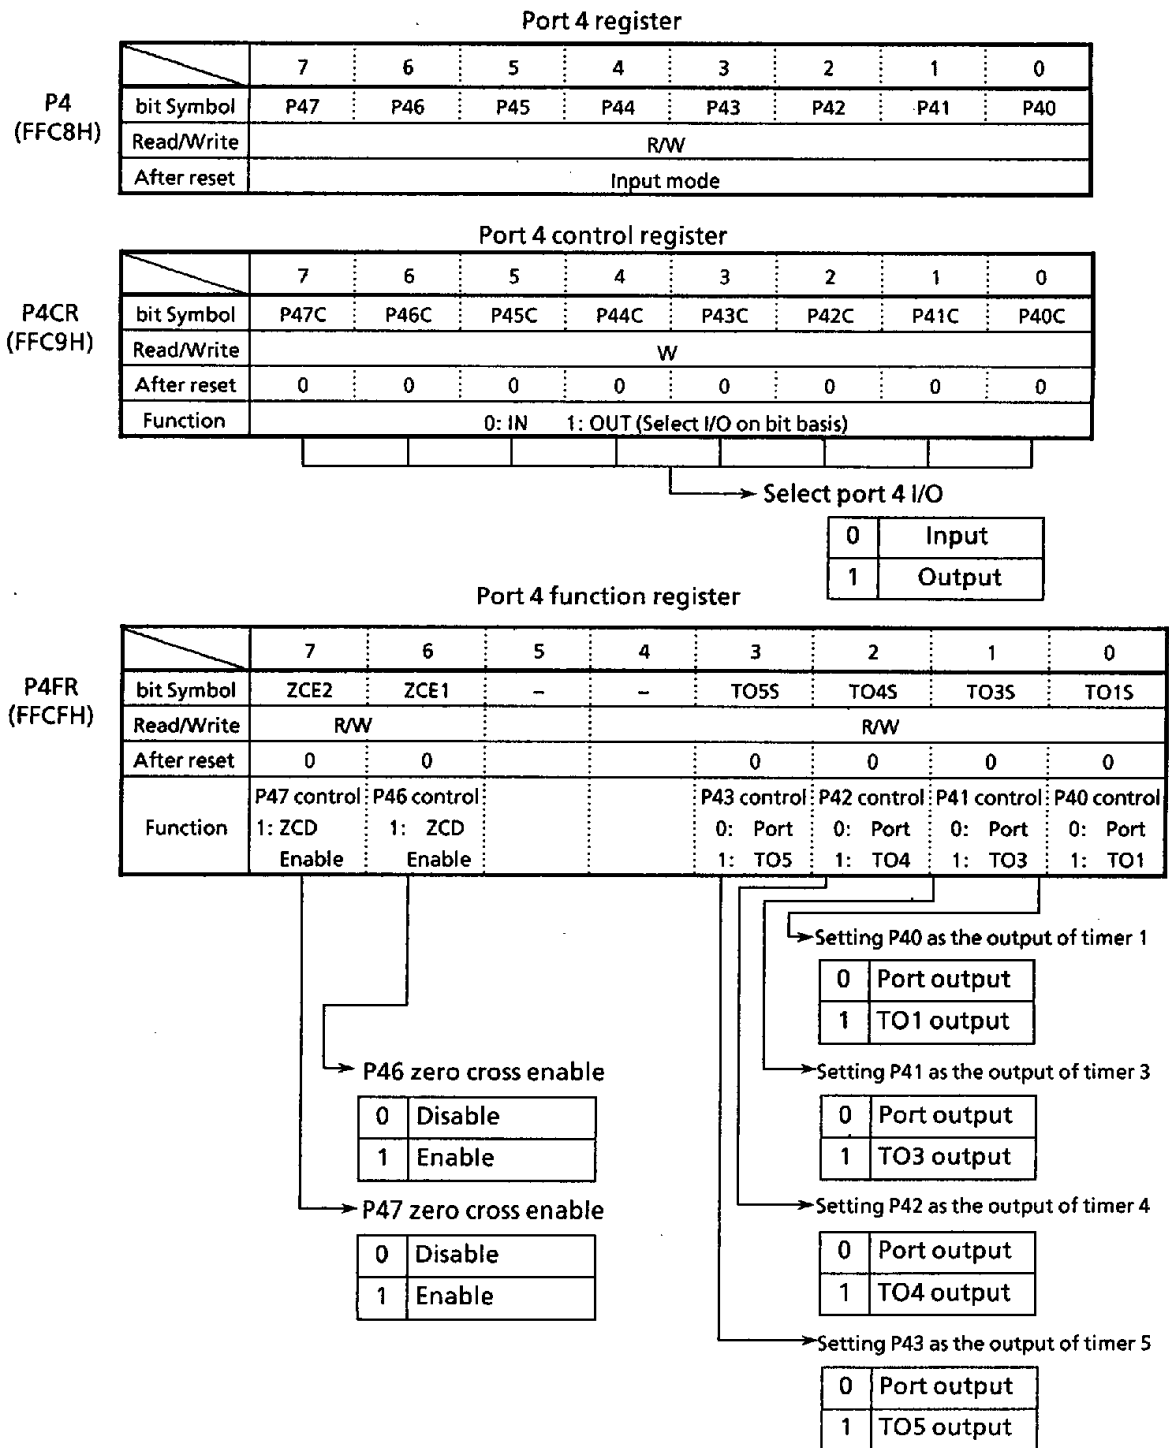 Port 4 register
7 6 5 4 3 2 1 0
P4
(FFC8H)
bit Symbol P47 P46 P45 P44 P43 P42 P41 P40
Read/Write R/W
After reset Input mode
Port 4 control register
7 6 5 4 3 2 1 0
P4CR
(FFC9H)
bit Symbol P47C P46C P45C P44C P43C P42C P41C P40C
Read/Write W
After reset 0 0 0 0 0 0 0 0
Function 0: IN 1: OUT (Select I/O on bit basis)
Select port 4 I/O
0 Input
1 Output
Port 4 function register
7 6 5 4 3 2 1 0
P4FR
(FFCFH)
bit Symbol ZCE2 ZCE1 – – TO5S TO4S TO3S TO1S
Read/Write R/W R/W
After reset 0 0 0 0 0 0
Function
P47 control P46 control P43 control P42 control P41 control P40 control
1: ZCD 1: ZCD 0: Port 0: Port 0: Port 0: Port
Enable Enable 1: TO5 1: TO4 1: TO3 1: TO1
Setting P40 as the output of timer 1
0 Port output
1 TO1 output
P46 zero cross enable
0 Disable
1 Enable
Setting P41 as the output of timer 3
0 Port output
1 TO3 output
P47 zero cross enable
0 Disable
1 Enable
Setting P42 as the output of timer 4
0 Port output
1 TO4 output
Setting P43 as the output of timer 5
0 Port output
1 TO5 output